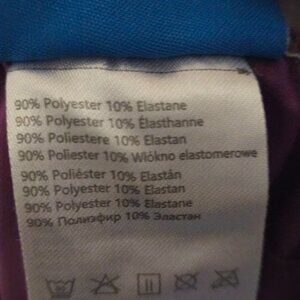 90% Polyester 10% Elastane
90% Polyester 10% Élasthanne
90% Poliestere 10% Elastan
90% Poliester 10% Włókno elastomerowe
90% Poliéster 10% Elastán
90% Polyester 10% Elastan
90% Polyester 10% Elastane
90% Полиэфир 10% Эластан